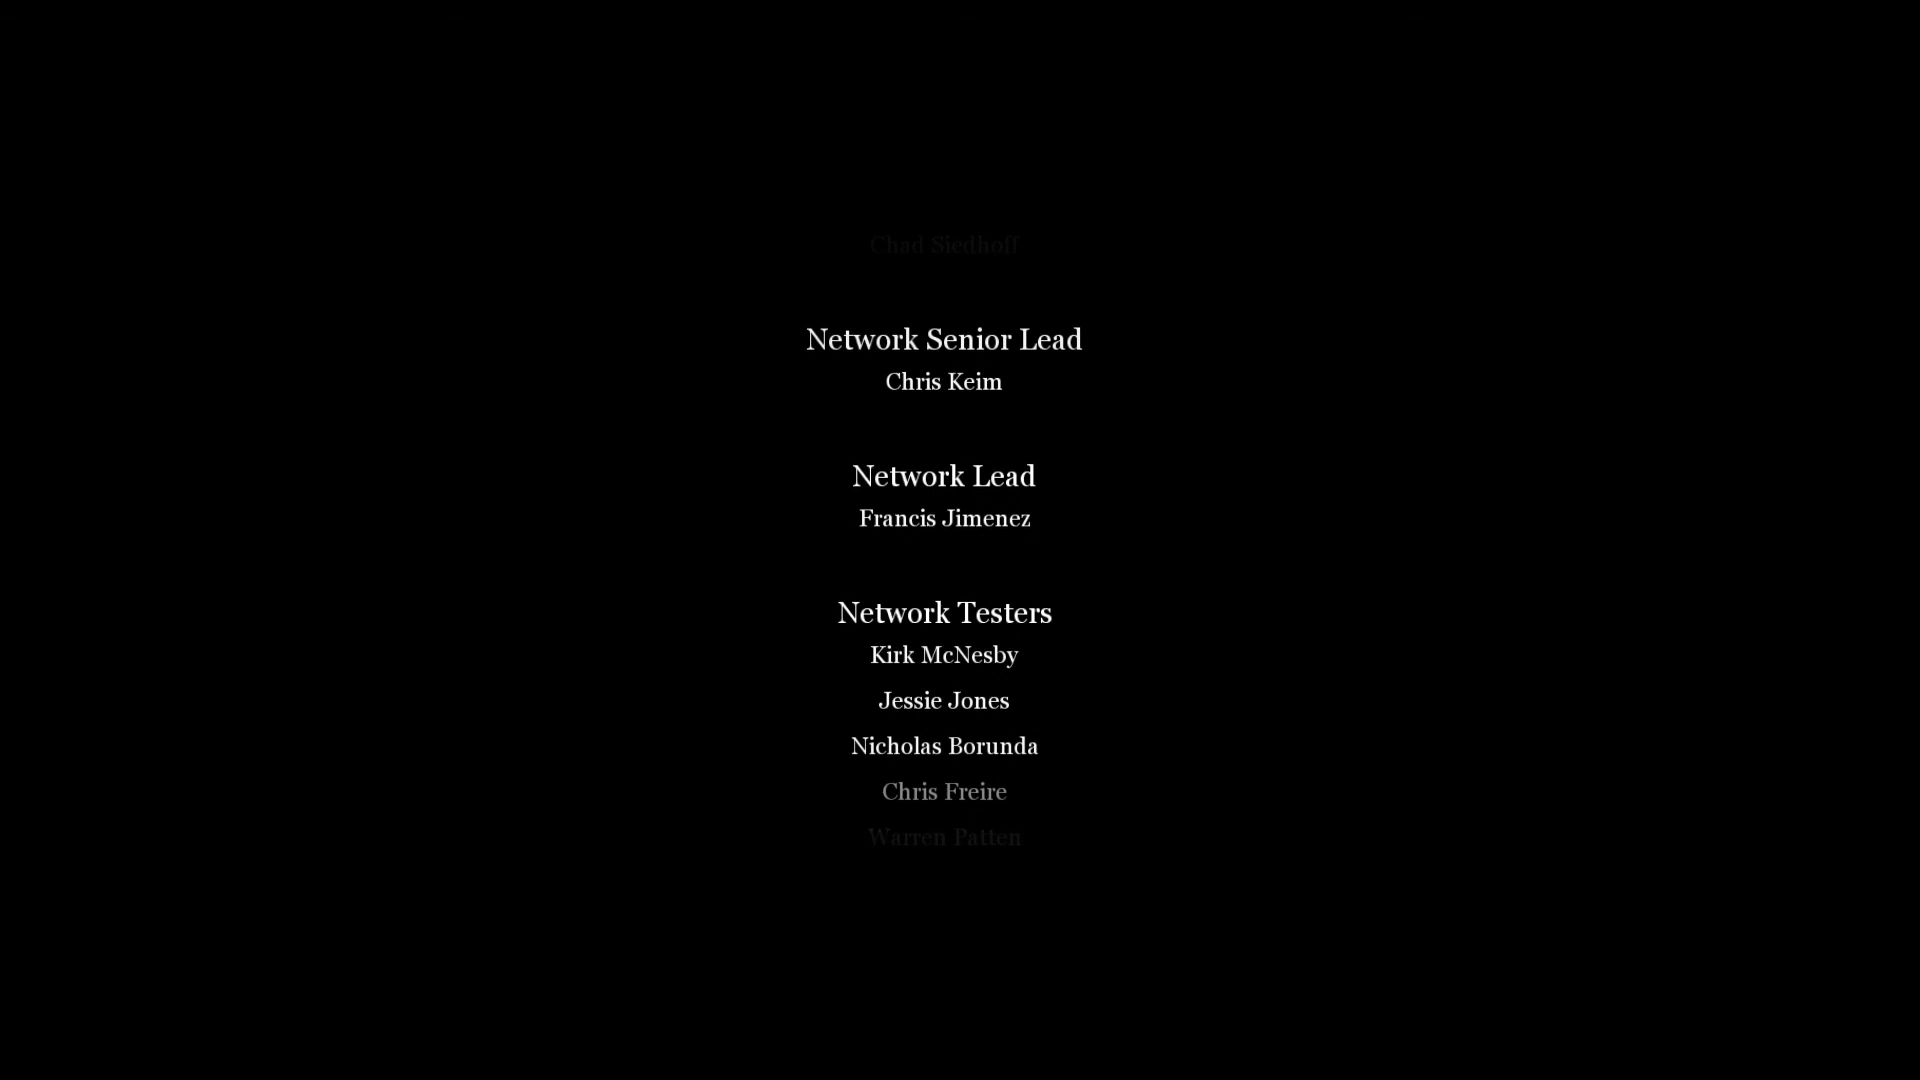 Chad Siedhoff
Network Senior Lead
Chris Keim
Network Lead
Francis Jimenez
Network Testers
Kirk McNesby
Jessie Jones
Nicholas Borunda
Chris Freire
Warren Patten